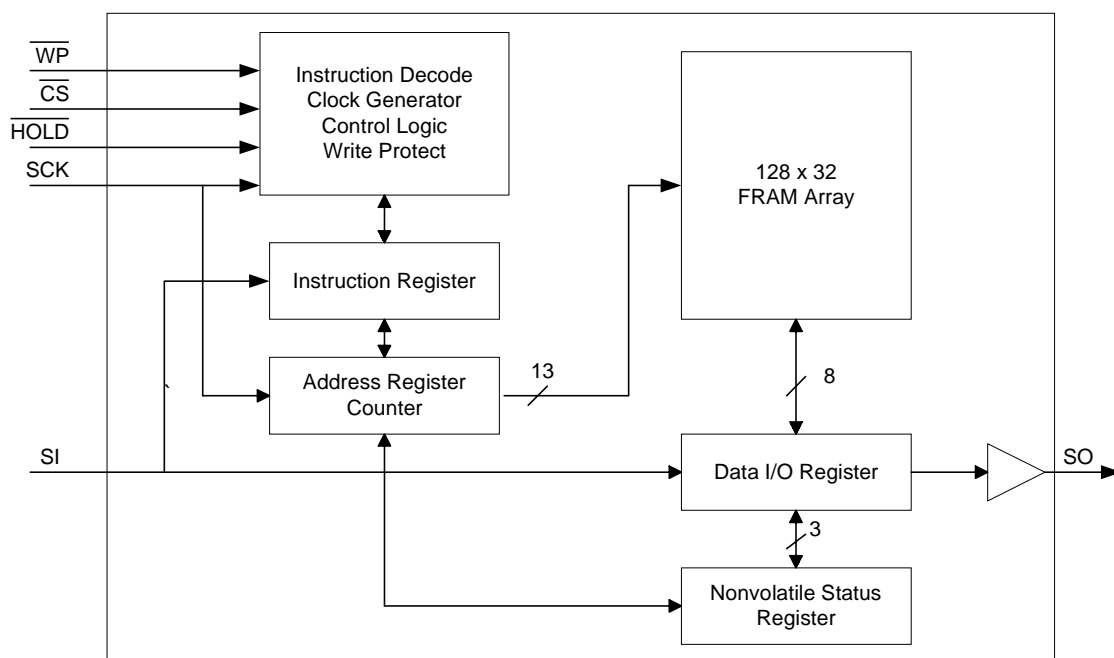 WP
CS
HOLD
SCK
Instruction Decode
Clock Generator
Control Logic
Write Protect
128 x 32
FRAM Array
Instruction Register
Address Register
Counter
13
8
`
SI
Data I/O Register
SO
3
Nonvolatile Status
Register